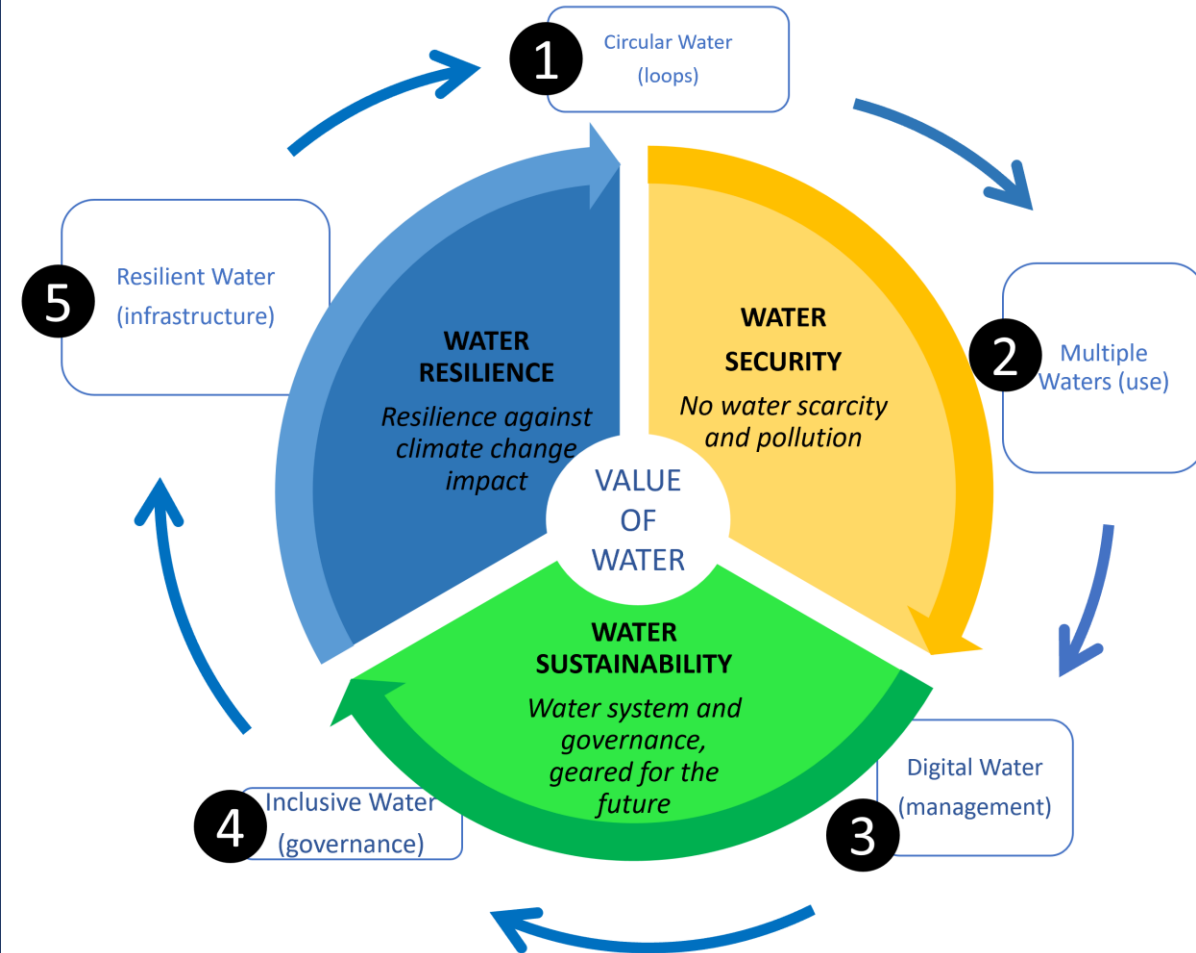 1
Circular Water
(loops)
2
Multiple
Waters (use)
3
Digital Water
(management)
4
Inclusive Water
(governance)
5
Resilient Water
(infrastructure)
WATER
RESILIENCE
Resilience against
climate change
impact
WATER
SECURITY
No water scarcity
and pollution
VALUE
OF
WATER
WATER
SUSTAINABILITY
Water system and
governance,
geared for the
future